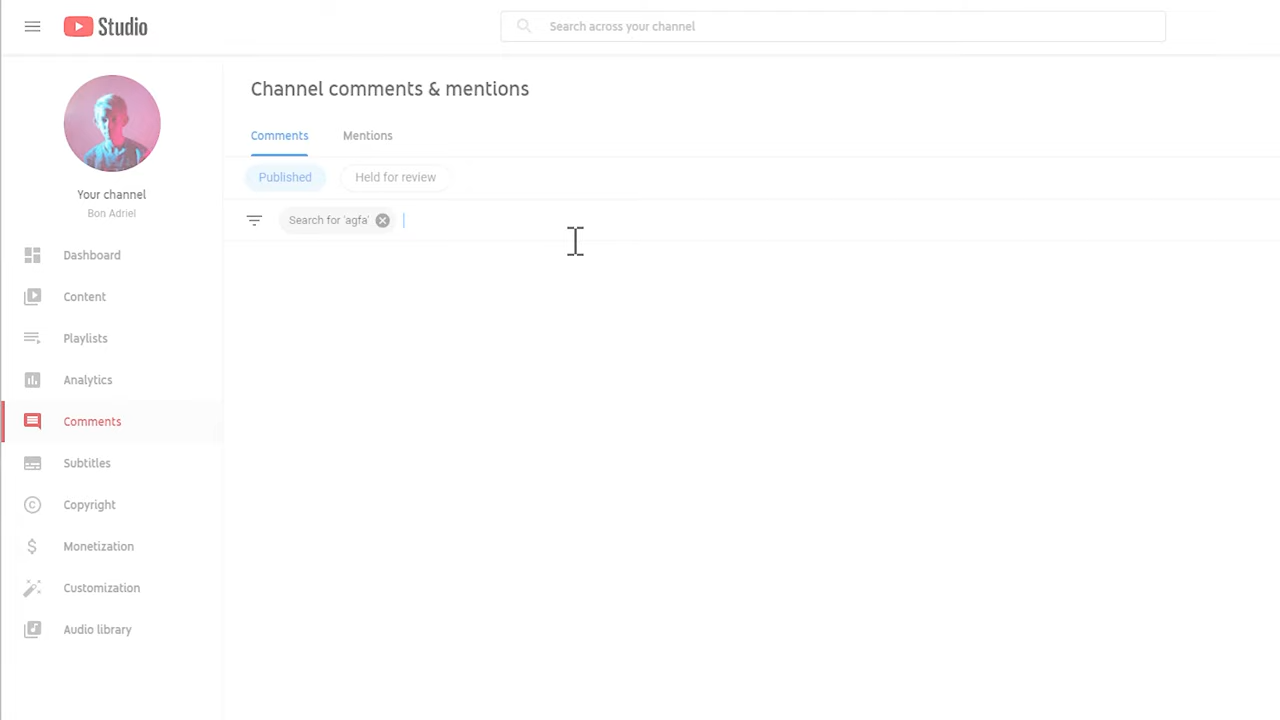 Studio
Search across your channel
Channel comments & mentions
Comments
Mentions
Published
Held for review
Search for 'agfa'
Your channel
Bon Adriel
Dashboard
Content
Playlists
Analytics
Comments
Subtitles
Copyright
Monetization
Customization
Audio library